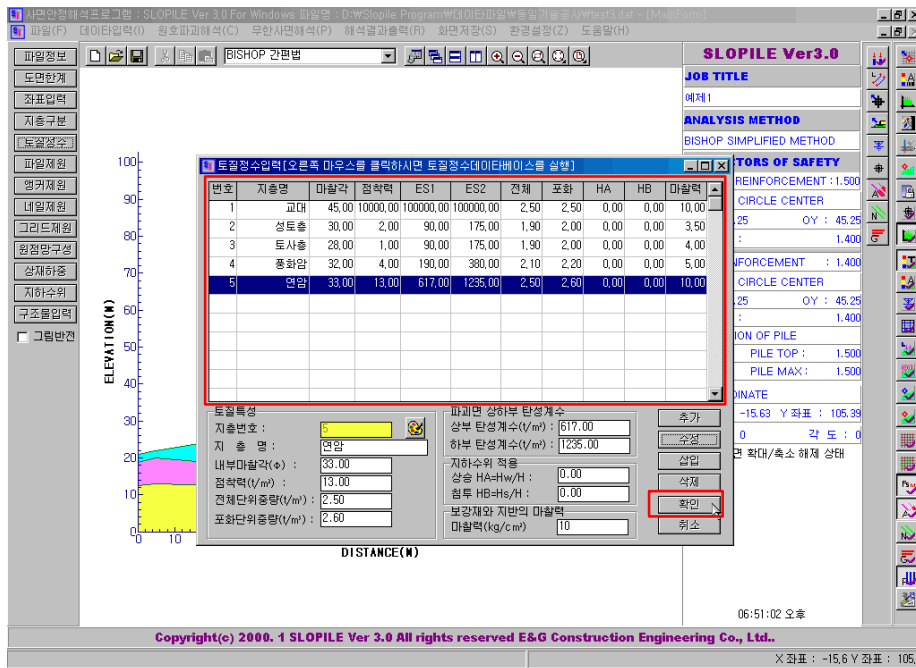 사면안정해석프로그램 : SLOPILE Ver 3,0 For Windows 파일명 : D:₩Slopile Program₩데이타파일₩동일기술공사₩test3,dat - [MainForm]
파일(F) 데이타입력(I) 원호파괴해석(C) 무한사면해석(P) 해석결과출력(R) 화면저장(S) 환경설정(Z) 도움말(H)
파일정보
도면한계
좌표입력
지층구분
토질정수
파일제원
앵커제원
네일제원
그리드제원
원점망구성
상재하중
지하수위
구조물입력
그림반전
BISHOP 간편법
SLOPILE Ver3.0
JOB TITLE
예제1
ANALYSIS METHOD
BISHOP SIMPLIFIED METHOD
TORS OF SAFETY
REINFORCEMENT : 1.500
CIRCLE CENTER
.25 OY : 45.25
: 1.400
NFORCEMENT : 1.400
CIRCLE CENTER
.25 OY : 45.25
: 1.400
ION OF PILE
PILE TOP : 1.500
PILE MAX : 1.500
DINATE
-15.63 Y 좌표 : 105.39
0 각 도 : 0
면 확대/축소 해제 상태
06:51:02 오후
토질정수입력[오른쪽 마우스를 클릭하시면 토질정수데이타베이스를 실행]
번호 지층명 마찰각 점착력 ES1 ES2 전체 포화 HA HB 마찰력
1 교대 45,00 10000,00 100000,00 100000,00 2,50 2,50 0,00 0,00 10,00
2 성토층 30,00 2,00 90,00 175,00 1,90 2,00 0,00 0,00 3,50
3 토사층 28,00 1,00 90,00 175,00 1,90 2,00 0,00 0,00 4,00
4 풍화암 32,00 4,00 190,00 380,00 2,10 2,20 0,00 0,00 5,00
5 연암 33,00 13,00 617,00 1235,00 2,50 2,60 0,00 0,00 10,00
토질특성
지층번호 : 5
지 층 명 : 연암
내부마찰각(Φ) : 33.00
점착력(t/m²) : 13.00
전체단위중량(t/m³) : 2.50
포화단위중량(t/m³) : 2.60
파괴면 상하부 탄성계수
상부 탄성계수(t/m²) : 617.00
하부 탄성계수(t/m²) : 1235.00
지하수위 적용
상승 HA=Hw/H : 0.00
침투 HB=Hs/H : 0.00
보강재와 지반의 마찰력
마찰력(kg/cm²) 10
추가
수정
삽입
삭제
확인
취소
ELEVATION(M)
100
90
80
70
60
50
40
30
20
10
0
0 10
DISTANCE(M)
Copyright(c) 2000. 1 SLOPILE Ver 3.0 All rights reserved E&G Construction Engineering Co., Ltd..
X 좌표 : -15,6 Y 좌표 : 105,